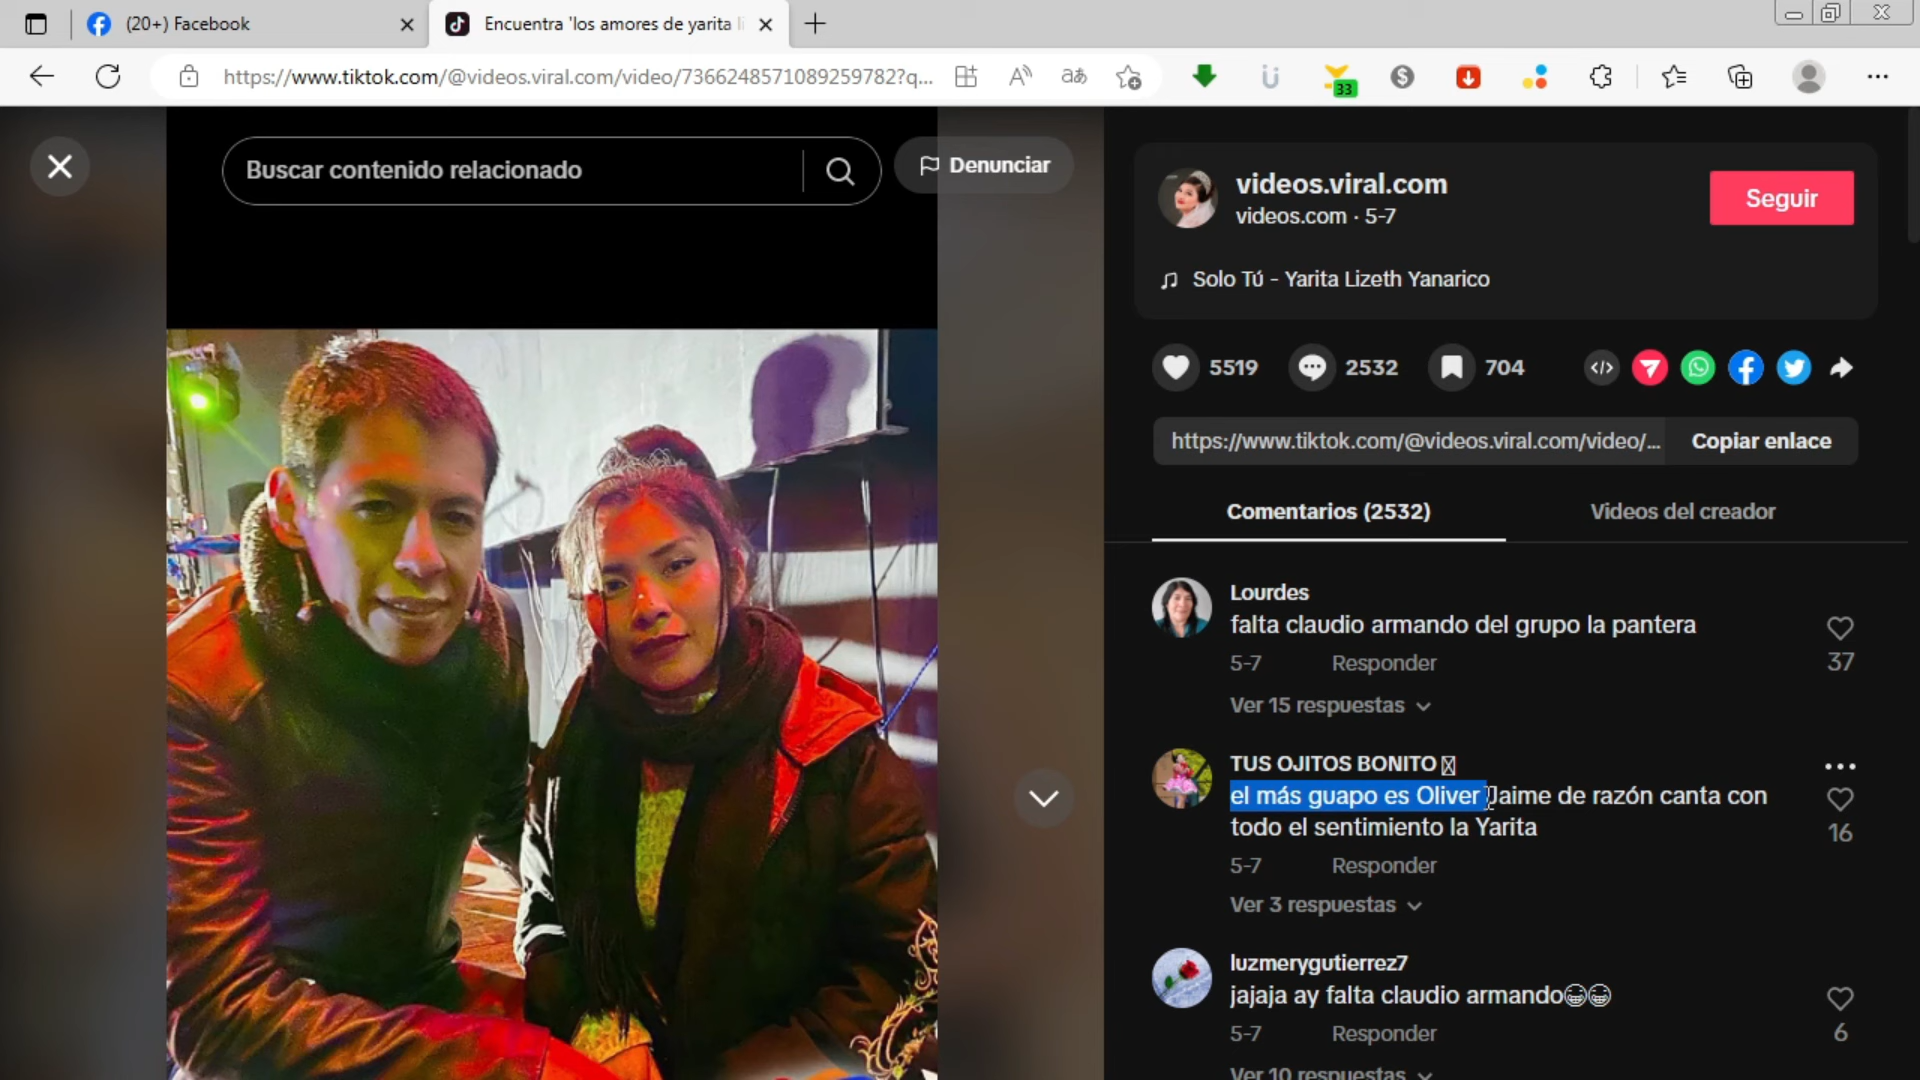 (20+) Facebook
Encuentra 'los amores de yarita li
https://www.tiktok.com/@videos.viral.com/video/7366248571089259782?q...
33
Buscar contenido relacionado
Denunciar
videos.viral.com
videos.com · 5-7
Seguir
Solo Tú - Yarita Lizeth Yanarico
5519
2532
704
https://www.tiktok.com/@videos.viral.com/video/...
Copiar enlace
Comentarios (2532)
Videos del creador
Lourdes
falta claudio armando del grupo la pantera
37
5-7
Responder
Ver 15 respuestas
TUS OJITOS BONITO
el más guapo es Oliver Jaime de razón canta con
todo el sentimiento la Yarita
16
5-7
Responder
Ver 3 respuestas
luzmerygutierrez7
jajaja ay falta claudio armando😂😂
5-7
Responder
6
Ver 10 respuestas